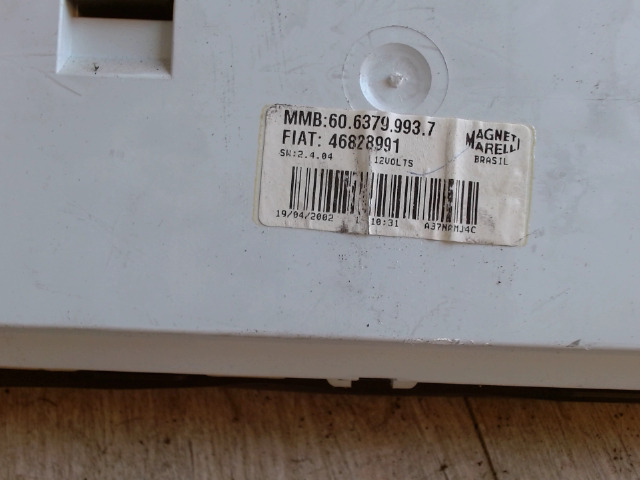 MMB:60.6379.993.7
FIAT: 46828991
MAGNETI
MARELLI
BRASIL
SW:2.4.04 12VOLTS
19/04/2002 10:31